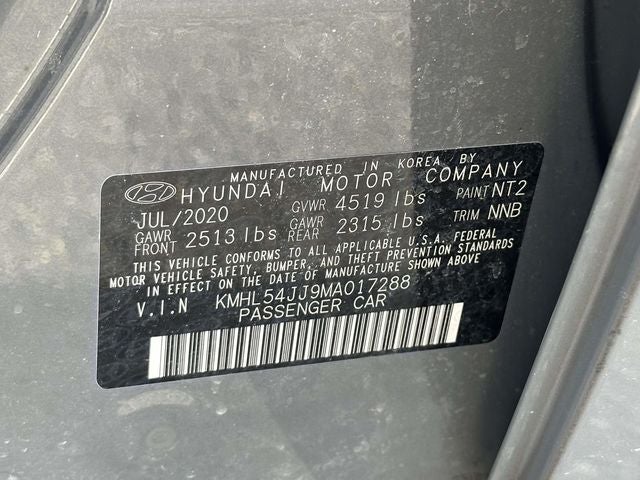 MANUFACTURED IN KOREA BY
HYUNDAI MOTOR COMPANY
JUL/2020 GVWR 4519 lbs PAINT NT2
GAWR FRONT 2513 lbs GAWR REAR 2315 lbs TRIM NNB
THIS VEHICLE CONFORMS TO ALL APPLICABLE U.S.A. FEDERAL
MOTOR VEHICLE SAFETY, BUMPER, AND THEFT PREVENTION STANDARDS
IN EFFECT ON THE DATE OF MANUFACTURE SHOWN ABOVE
V.I.N KMHL54JJ9MA017288
PASSENGER CAR